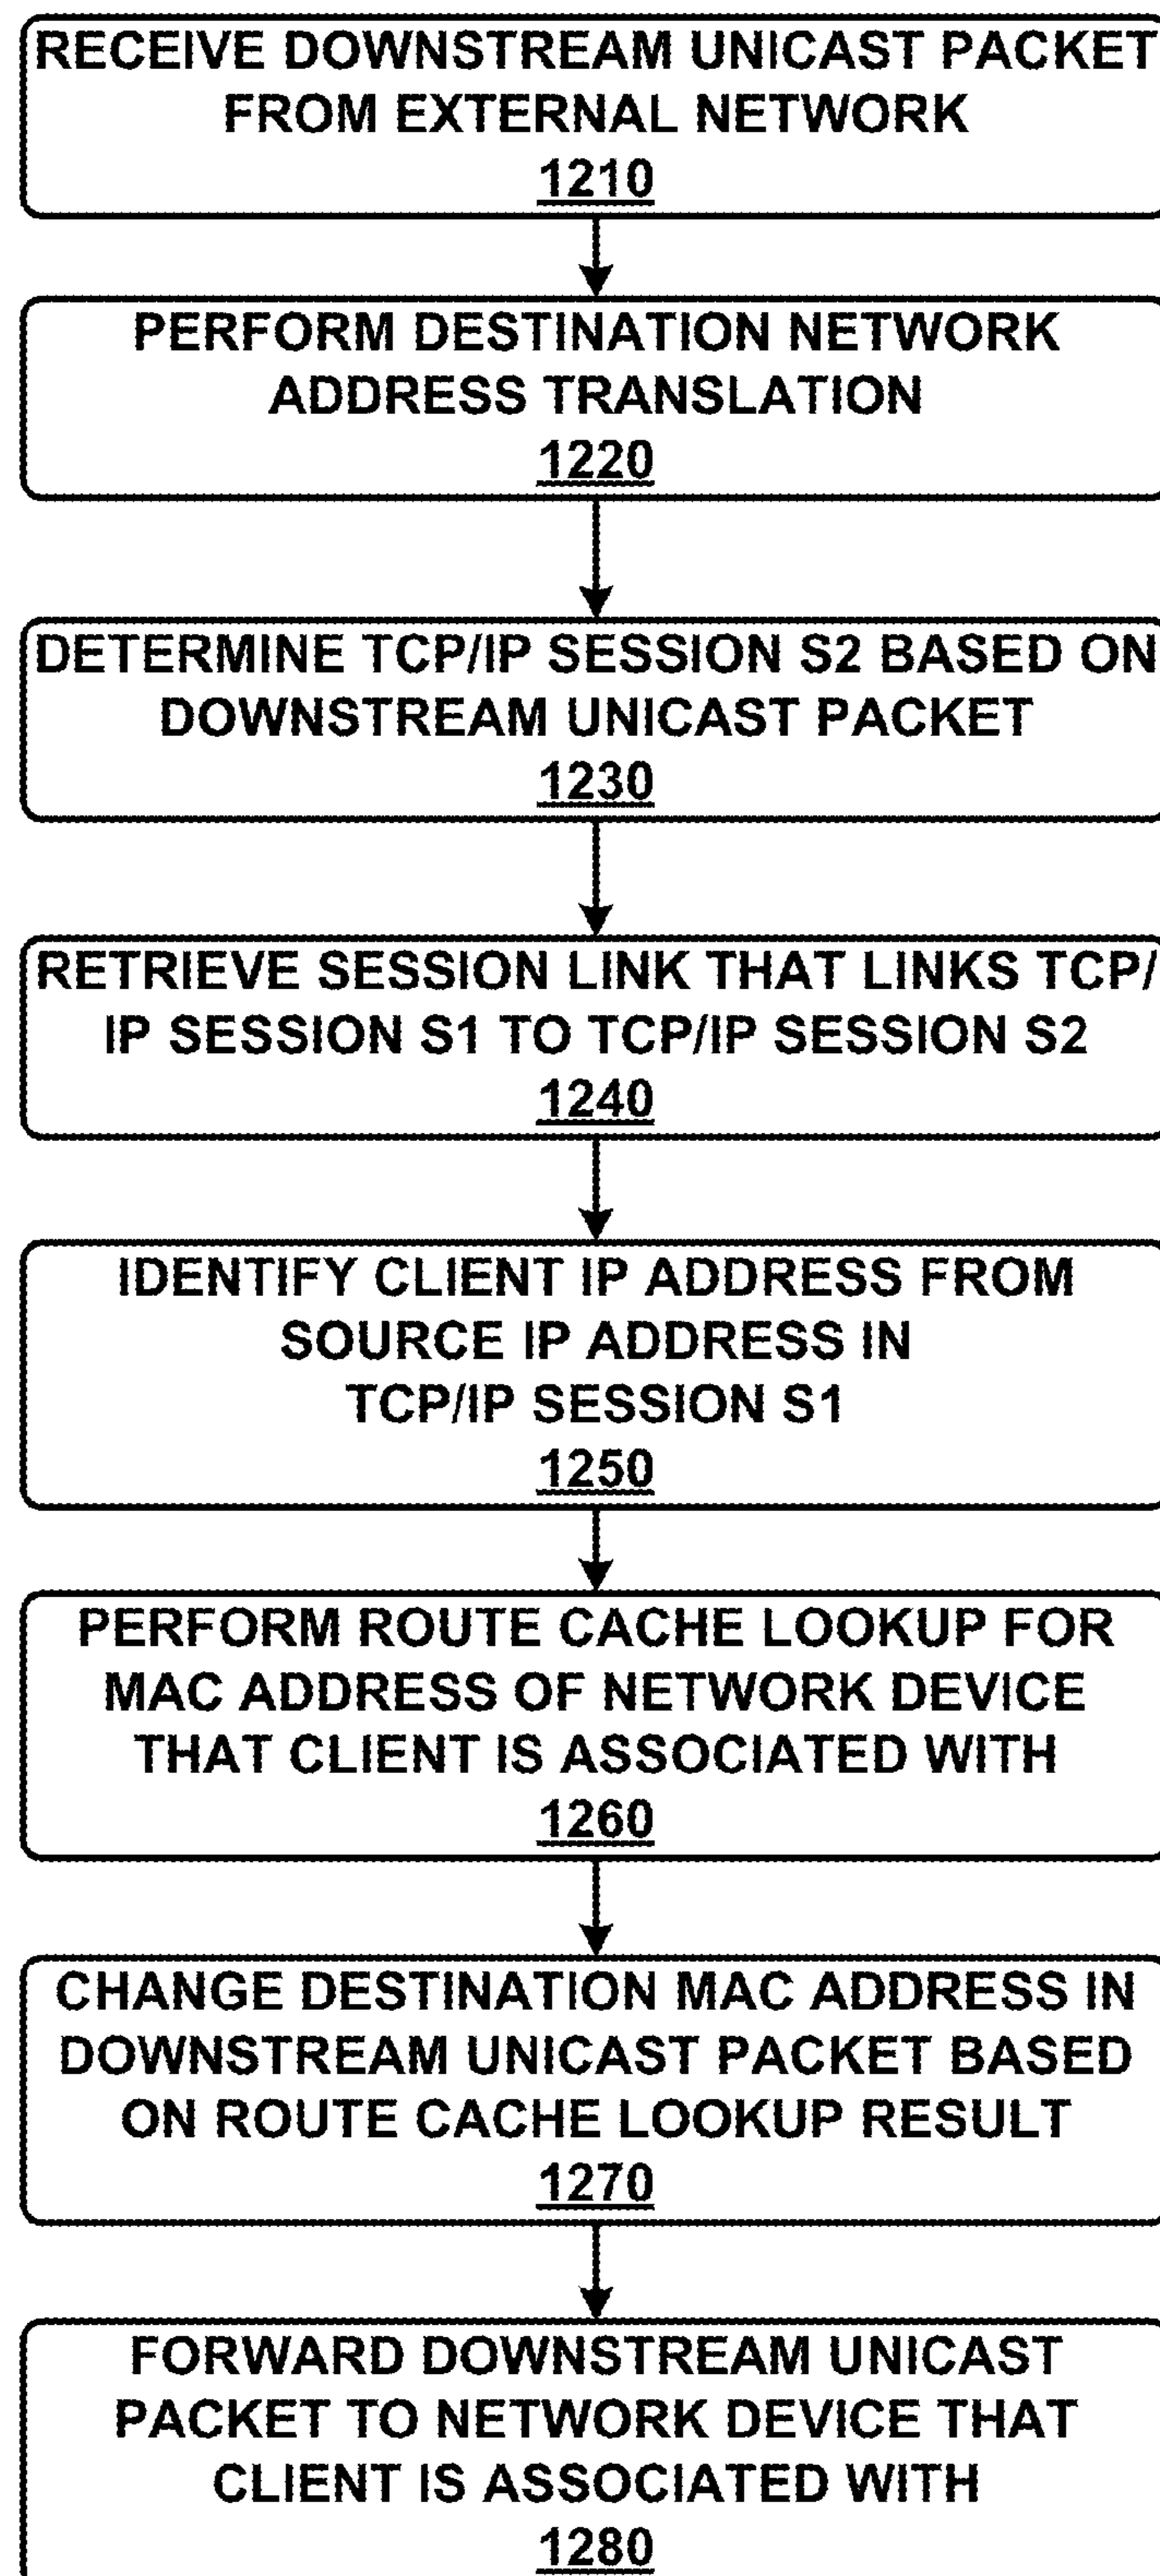 RECEIVE DOWNSTREAM UNICAST PACKET
FROM EXTERNAL NETWORK
1210
PERFORM DESTINATION NETWORK
ADDRESS TRANSLATION
1220
DETERMINE TCP/IP SESSION S2 BASED ON
DOWNSTREAM UNICAST PACKET
1230
RETRIEVE SESSION LINK THAT LINKS TCP/
IP SESSION S1 TO TCP/IP SESSION S2
1240
IDENTIFY CLIENT IP ADDRESS FROM
SOURCE IP ADDRESS IN
TCP/IP SESSION S1
1250
PERFORM ROUTE CACHE LOOKUP FOR
MAC ADDRESS OF NETWORK DEVICE
THAT CLIENT IS ASSOCIATED WITH
1260
CHANGE DESTINATION MAC ADDRESS IN
DOWNSTREAM UNICAST PACKET BASED
ON ROUTE CACHE LOOKUP RESULT
1270
FORWARD DOWNSTREAM UNICAST
PACKET TO NETWORK DEVICE THAT
CLIENT IS ASSOCIATED WITH
1280